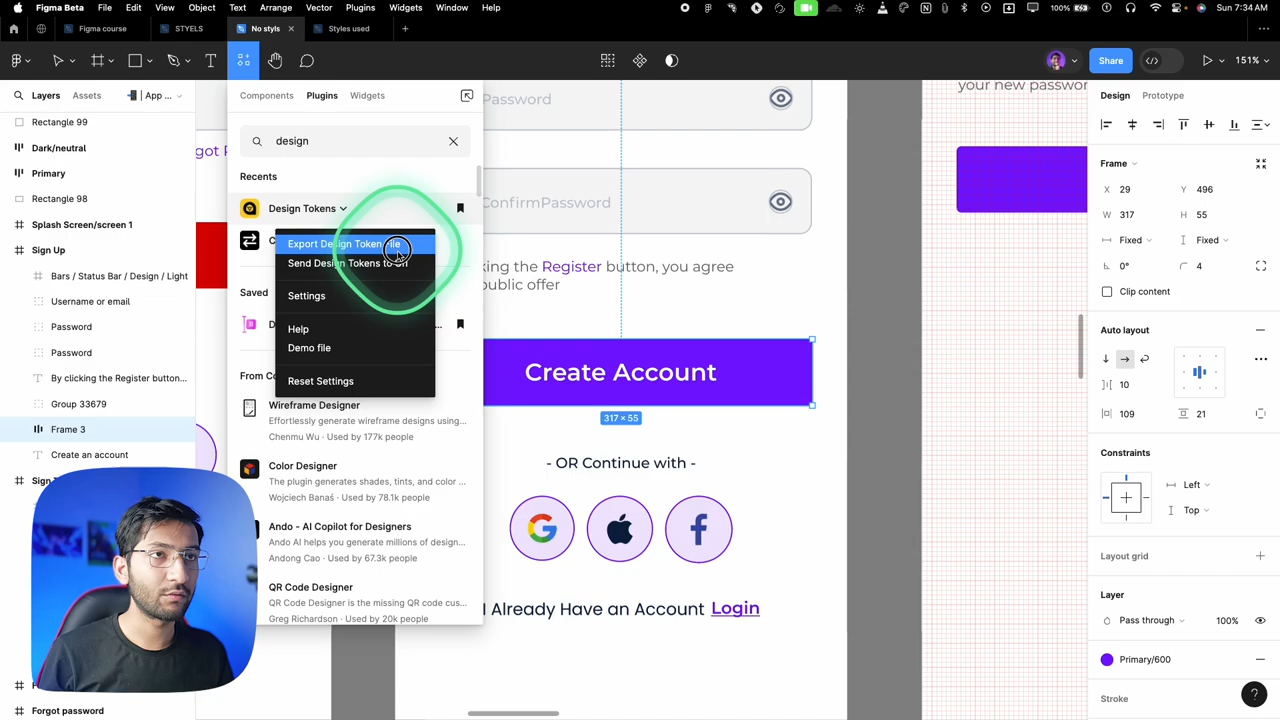 Figma Beta File Edit View Object Text Arrange Vector Plugins Widgets Window Help
100% Sun 7:34 AM
Figma course
STYELS
No styls
Styles used
Share
151%
Layers
Assets
App ...
Rectangle 99
Dark/neutral
Primary
Rectangle 98
Splash Screen/screen 1
Sign Up
Bars / Status Bar / Design / Light
Username or email
Password
Password
By clicking the Register button...
Group 33679
Frame 3
Create an account
Forgot password
Components
Plugins
Widgets
design
Recents
Design Tokens
Export Design Token file
Send Design Tokens to
Settings
Help
Demo file
Reset Settings
Saved
Wireframe Designer
Effortlessly generate wireframe designs using...
Chenmu Wu · Used by 177k people
Color Designer
The plugin generates shades, tints, and color ...
Wojciech Banaś · Used by 78.1k people
Ando - AI Copilot for Designers
Ando AI helps you generate millions of design...
Andong Cao · Used by 67.3k people
QR Code Designer
QR Code Designer is the missing QR code cus...
Greg Richardson · Used by 20k people
Password
ConfirmPassword
king the Register button, you agree
public offer
Create Account
317 × 55
- OR Continue with -
I Already Have an Account Login
your new password
Design
Prototype
Frame
X 29
Y 496
W 317
H 55
Fixed
Fixed
0°
4
Clip content
Auto layout
10
109
21
Constraints
Left
Top
Layout grid
Layer
Pass through
100%
Primary/600
Stroke
?